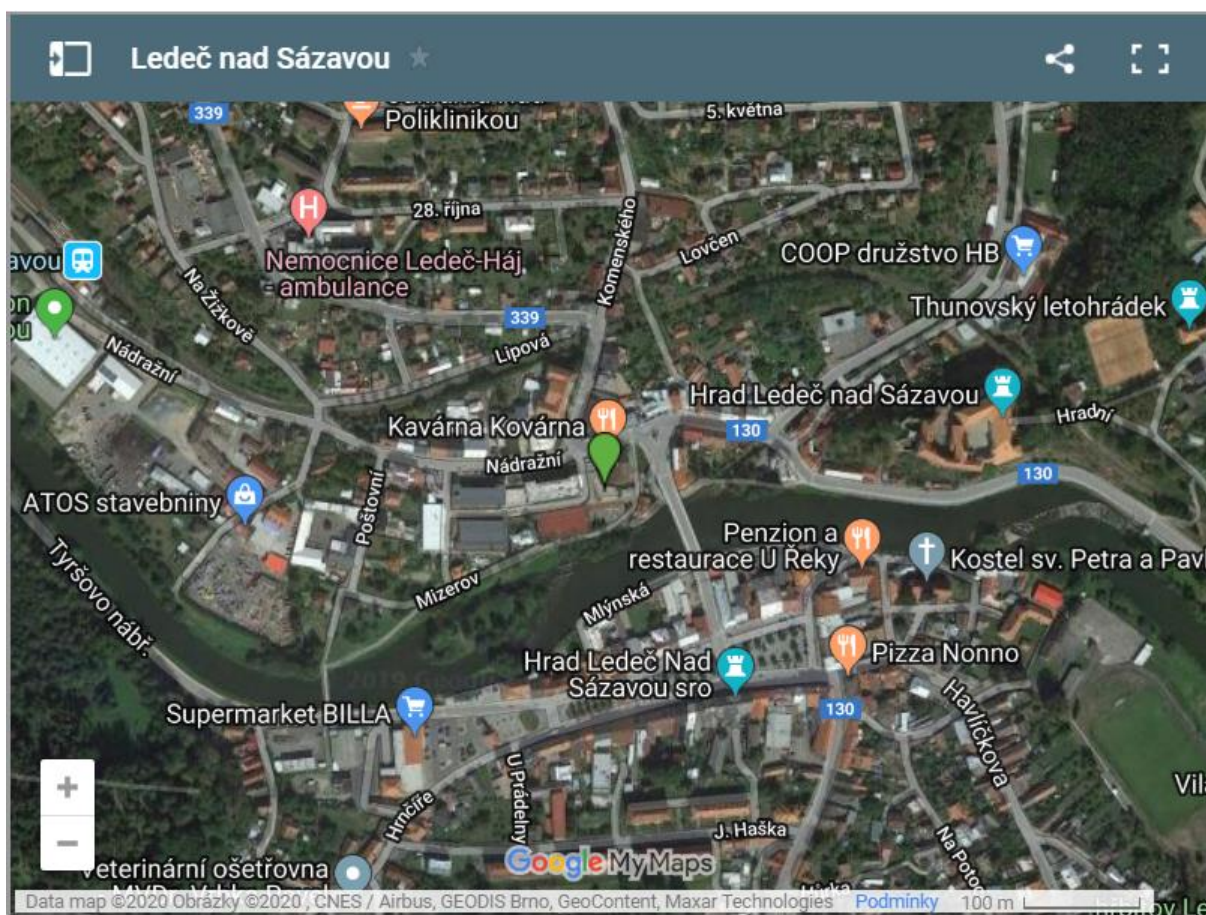 Ledeč nad Sázavou
339
Poliklinikou
5. května
28. října
Komenského
Lovčen
COOP družstvo HB
Nemocnice Ledeč-Háj
ambulance
Na Žižkově
339
Lipová
Thunovský letohrádek
Nádražní
Hrad Ledeč nad Sázavou
Hradní
Kavárna Kovárna
130
Nádražní
130
ATOS stavebniny
Poštovní
Penzion a
restaurace U Řeky
Kostel sv. Petra a Pavl
Tyršovo nábř.
Mizerov
Mlýnská
Hrad Ledeč Nad
Sázavou sro
Pizza Nonno
Supermarket BILLA
130
Havlíčkova
U Prádelny
Hrnčíře
J. Haška
Na Potoc
Google My Maps
Veterinární ošetřovna
Data map ©2020 Obrázky ©2020 , CNES / Airbus, GEODIS Brno, GeoContent, Maxar Technologies
Podmínky
100 m